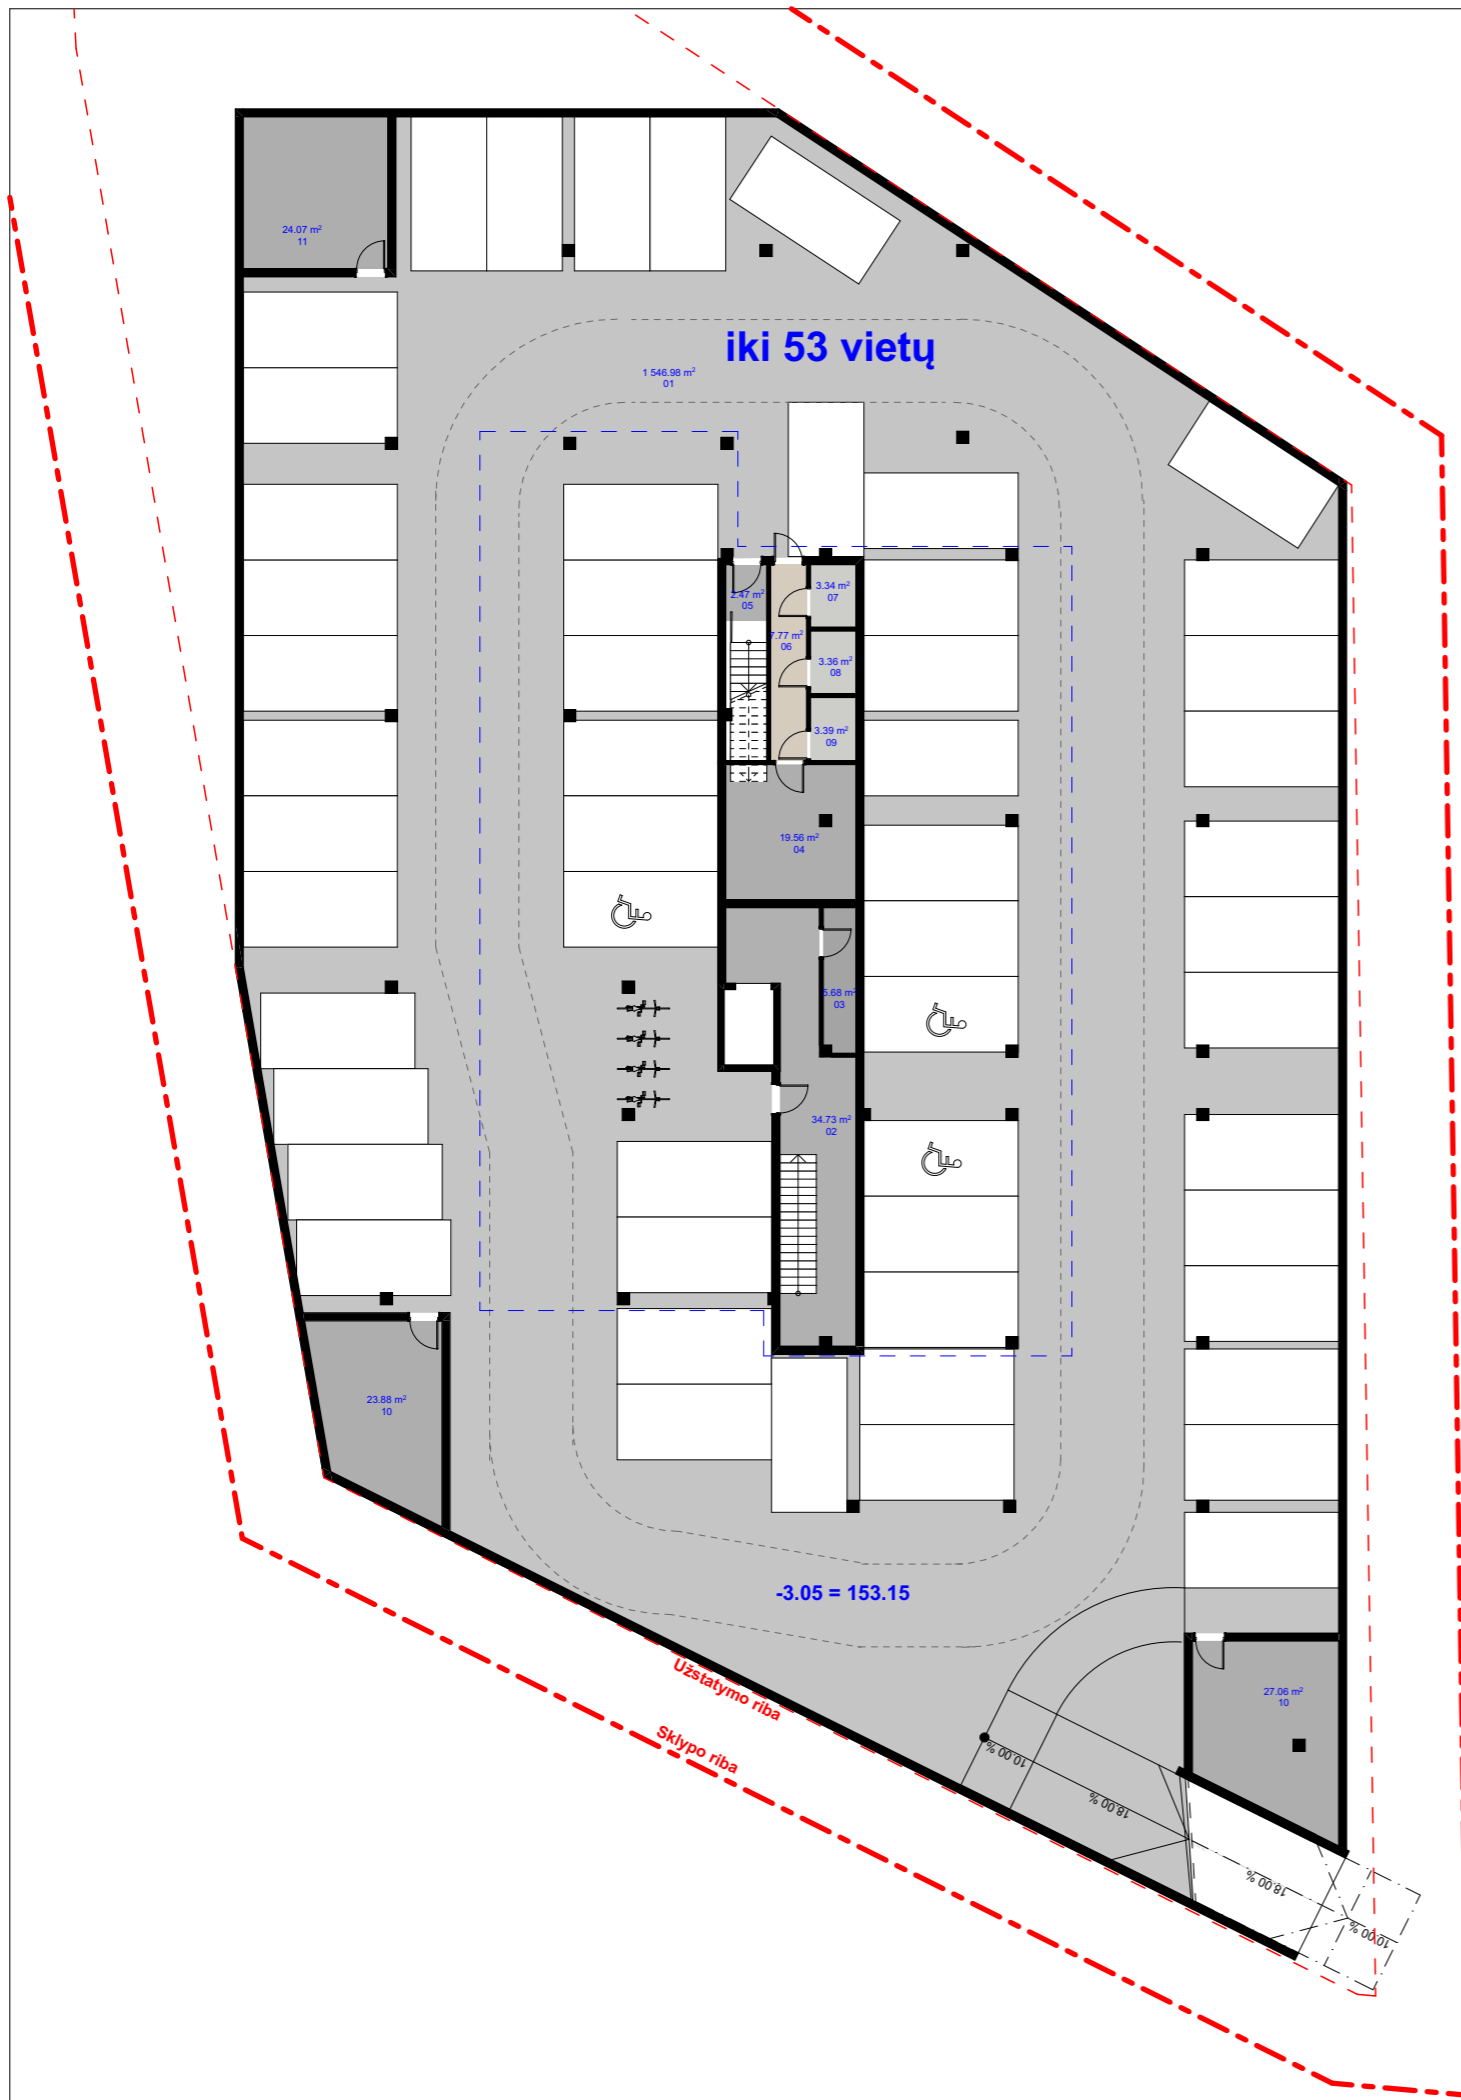 24.07 m²
11
iki 53 vietų
1 546.98 m²
01
2.47 m²
05
3.34 m²
07
7.77 m²
06
3.36 m²
08
3.39 m²
09
19.56 m²
04
5.68 m²
03
34.73 m²
02
23.88 m²
10
-3.05 = 153.15
Užstatymo riba
Sklypo riba
27.06 m²
10
10.00 %
18.00 %
18.00 %
10.00 %